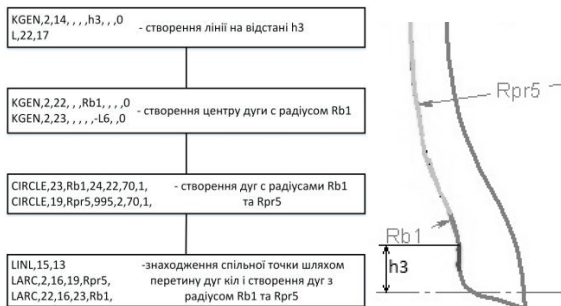 KGEN,2,14, , , ,h3, , ,0
L,22,17
- створення лінії на відстані h3
KGEN,2,22, , ,Rb1, , , ,0
KGEN,2,23, , , , ,-L6, ,0
- створення центру дуги с радіусом Rb1
CIRCLE,23,Rb1,24,22,70,1,
CIRCLE,19,Rpr5,995,2,70,1,
- створення дуг с радіусами Rb1
та Rpr5
LINL,15,13
LARC,2,16,19,Rpr5,
LARC,22,16,23,Rb1,
-знаходження спільної точки шляхом
перетину дуг кіл і створення дуг з
радіусом Rb1 та Rpr5
Rpr5
Rb1
h3